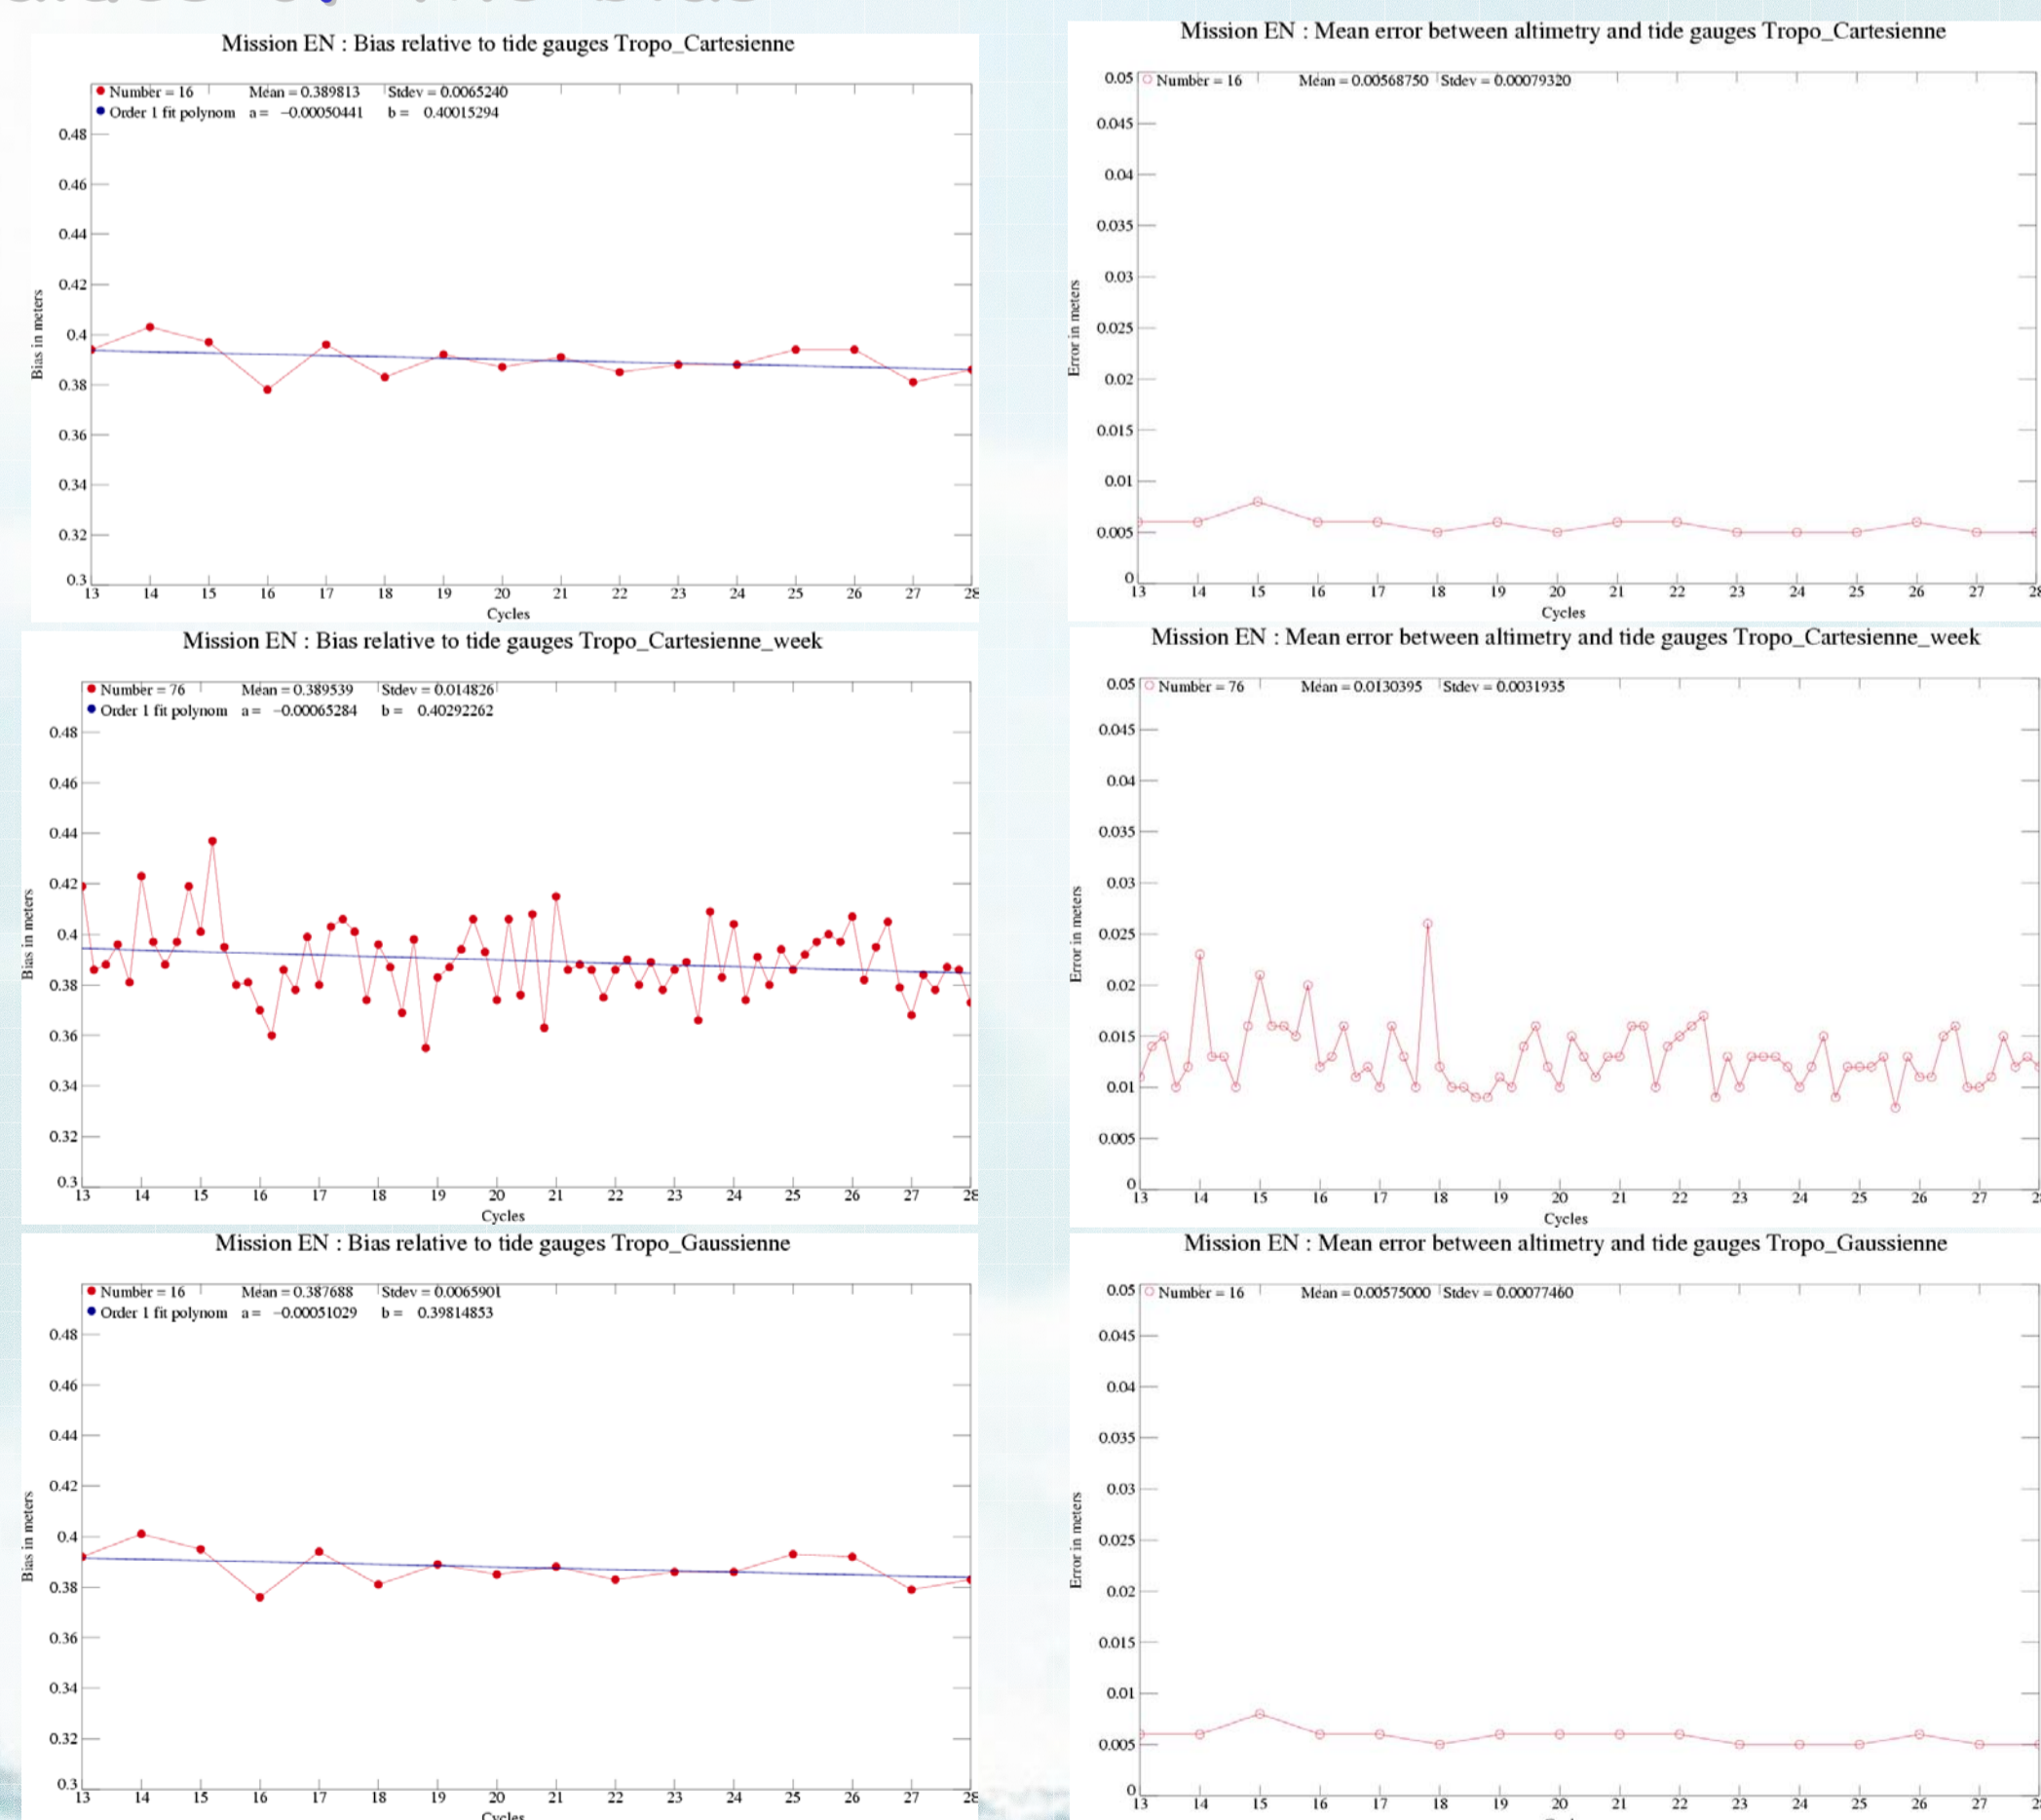 Mission EN : Bias relative to tide gauges Tropo_Cartesienne
Number = 16 Mean = 0.389813 Stdev = 0.0065240
Order 1 fit polynom a = −0.00050441 b = 0.40015294
0.48
0.46
0.44
0.42
0.4
0.38
0.36
0.34
0.32
0.3
Bias in meters
13 14 15 16 17 18 19 20 21 22 23 24 25 26 27 28
Cycles
Mission EN : Mean error between altimetry and tide gauges Tropo_Cartesienne
0.05 Number = 16 Mean = 0.00568750 Stdev = 0.00079320
0.045
0.04
0.035
0.03
0.025
0.02
0.015
0.01
0.005
0
Error in meters
13 14 15 16 17 18 19 20 21 22 23 24 25 26 27
Cycles
Mission EN : Bias relative to tide gauges Tropo_Cartesienne_week
Number = 76 Mean = 0.389539 Stdev = 0.014826
Order 1 fit polynom a = −0.00065284 b = 0.40292262
0.48
0.46
0.44
0.42
0.4
0.38
0.36
0.34
0.32
0.3
Bias in meters
13 14 15 16 17 18 19 20 21 22 23 24 25 26 27 28
Cycles
Mission EN : Mean error between altimetry and tide gauges Tropo_Cartesienne_week
0.05 Number = 76 Mean = 0.0130395 Stdev = 0.0031935
0.045
0.04
0.035
0.03
0.025
0.02
0.015
0.01
0.005
0
Error in meters
13 14 15 16 17 18 19 20 21 22 23 24 25 26 27
Cycles
Mission EN : Bias relative to tide gauges Tropo_Gaussienne
Number = 16 Mean = 0.387688 Stdev = 0.0065901
Order 1 fit polynom a = −0.00051029 b = 0.39814853
0.48
0.46
0.44
0.42
0.4
0.38
0.36
0.34
0.32
0.3
Bias in meters
13 14 15 16 17 18 19 20 21 22 23 24 25 26 27 28
Cycles
Mission EN : Mean error between altimetry and tide gauges Tropo_Gaussienne
0.05 Number = 16 Mean = 0.00575000 Stdev = 0.00077460
0.045
0.04
0.035
0.03
0.025
0.02
0.015
0.01
0.005
0
Error in meters
13 14 15 16 17 18 19 20 21 22 23 24 25 26 27